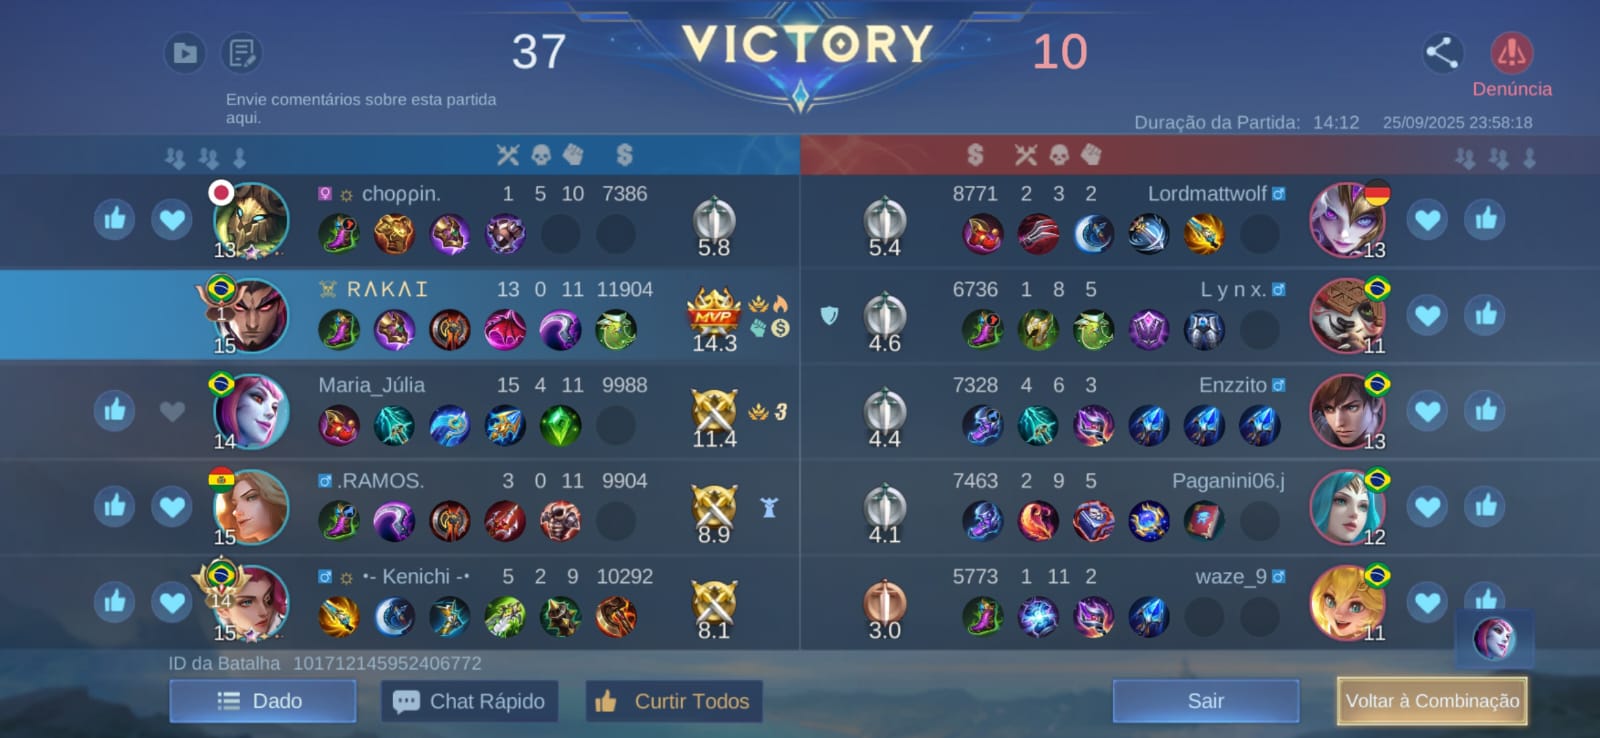 37 VICTORY 10
Denúncia
Envie comentários sobre esta partida
aqui.
Duração da Partida: 14:12 25/09/2025 23:58:18
choppin. 1 5 10 7386
13
5.8
8771 2 3 2 Lordmattwolf
5.4
13
RΛKΛI 13 0 11 11904
1
15
MVP
14.3
6736 1 8 5 L y n x.
4.6
11
Maria_Júlia 15 4 11 9988
14
11.4
3
7328 4 6 3 Enzzito
4.4
13
.RAMOS. 3 0 11 9904
15
8.9
7463 2 9 5 Paganini06.j
4.1
12
•- Kenichi -• 5 2 9 10292
14
15
8.1
5773 1 11 2 waze_9
3.0
11
ID da Batalha 101712145952406772
Dado
Chat Rápido
Curtir Todos
Sair
Voltar à Combinação